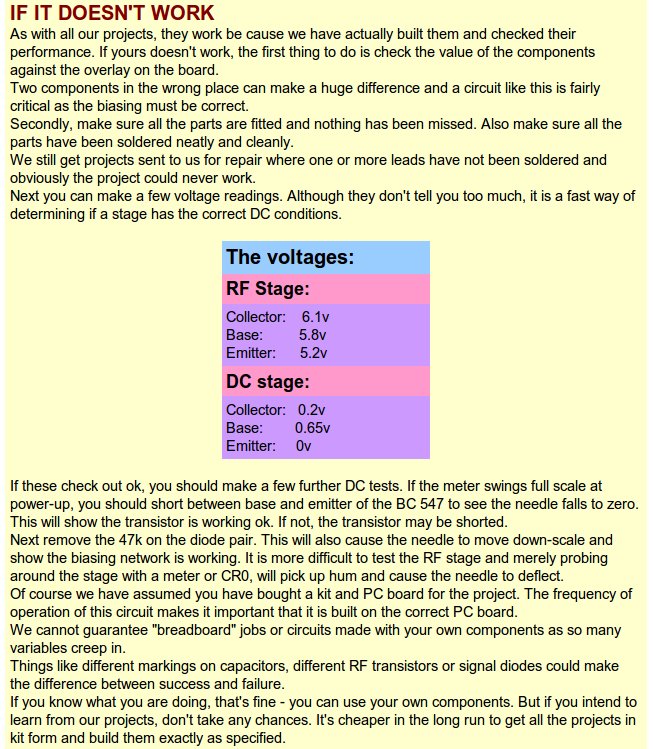 IF IT DOESN'T WORK
As with all our projects, they work be cause we have actually built them and checked their
performance. If yours doesn't work, the first thing to do is check the value of the components
against the overlay on the board.
Two components in the wrong place can make a huge difference and a circuit like this is fairly
critical as the biasing must be correct.
Secondly, make sure all the parts are fitted and nothing has been missed. Also make sure all the
parts have been soldered neatly and cleanly.
We still get projects sent to us for repair where one or more leads have not been soldered and
obviously the project could never work.
Next you can make a few voltage readings. Although they don't tell you too much, it is a fast way of
determining if a stage has the correct DC conditions.
The voltages:
RF Stage:
Collector: 6.1v
Base: 5.8v
Emitter: 5.2v
DC stage:
Collector: 0.2v
Base: 0.65v
Emitter: 0v
If these check out ok, you should make a few further DC tests. If the meter swings full scale at
power-up, you should short between base and emitter of the BC 547 to see the needle falls to zero.
This will show the transistor is working ok. If not, the transistor may be shorted.
Next remove the 47k on the diode pair. This will also cause the needle to move down-scale and
show the biasing network is working. It is more difficult to test the RF stage and merely probing
around the stage with a meter or CR0, will pick up hum and cause the needle to deflect.
Of course we have assumed you have bought a kit and PC board for the project. The frequency of
operation of this circuit makes it important that it is built on the correct PC board.
We cannot guarantee "breadboard" jobs or circuits made with your own components as so many
variables creep in.
Things like different markings on capacitors, different RF transistors or signal diodes could make
the difference between success and failure.
If you know what you are doing, that's fine - you can use your own components. But if you intend to
learn from our projects, don't take any chances. It's cheaper in the long run to get all the projects in
kit form and build them exactly as specified.